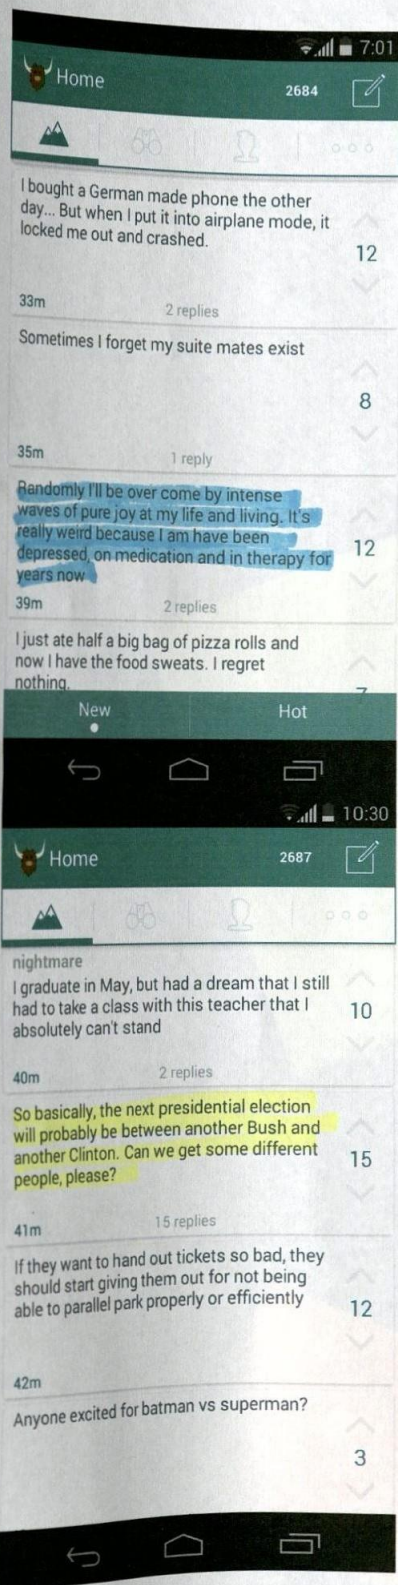 7:01
Home
2684
I bought a German made phone the other
day... But when I put it into airplane mode, it
locked me out and crashed.
12
33m
2 replies
Sometimes I forget my suite mates exist
8
35m
1 reply
Randomly I'll be over come by intense
waves of pure joy at my life and living. It's
really weird because I am have been
depressed, on medication and in therapy for
years now
12
39m
2 replies
I just ate half a big bag of pizza rolls and
now I have the food sweats. I regret
nothing.
New
Hot
10:30
Home
2687
nightmare
I graduate in May, but had a dream that I still
had to take a class with this teacher that I
absolutely can't stand
10
40m
2 replies
So basically, the next presidential election
will probably be between another Bush and
another Clinton. Can we get some different
people, please?
15
41m
15 replies
If they want to hand out tickets so bad, they
should start giving them out for not being
able to parallel park properly or efficiently
12
42m
Anyone excited for batman vs superman?
3